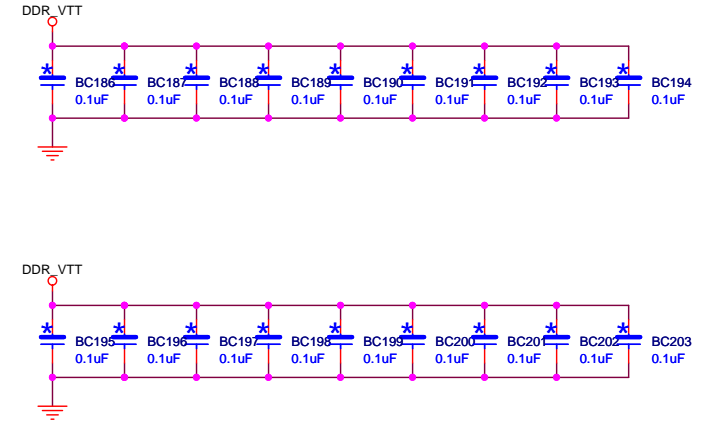 DDR_VTT
* * * * * * * * *
BC186 BC187 BC188 BC189 BC190 BC191 BC192 BC193 BC194
0.1uF 0.1uF 0.1uF 0.1uF 0.1uF 0.1uF 0.1uF 0.1uF 0.1uF
DDR_VTT
* * * * * * * * *
BC195 BC196 BC197 BC198 BC199 BC200 BC201 BC202 BC203
0.1uF 0.1uF 0.1uF 0.1uF 0.1uF 0.1uF 0.1uF 0.1uF 0.1uF